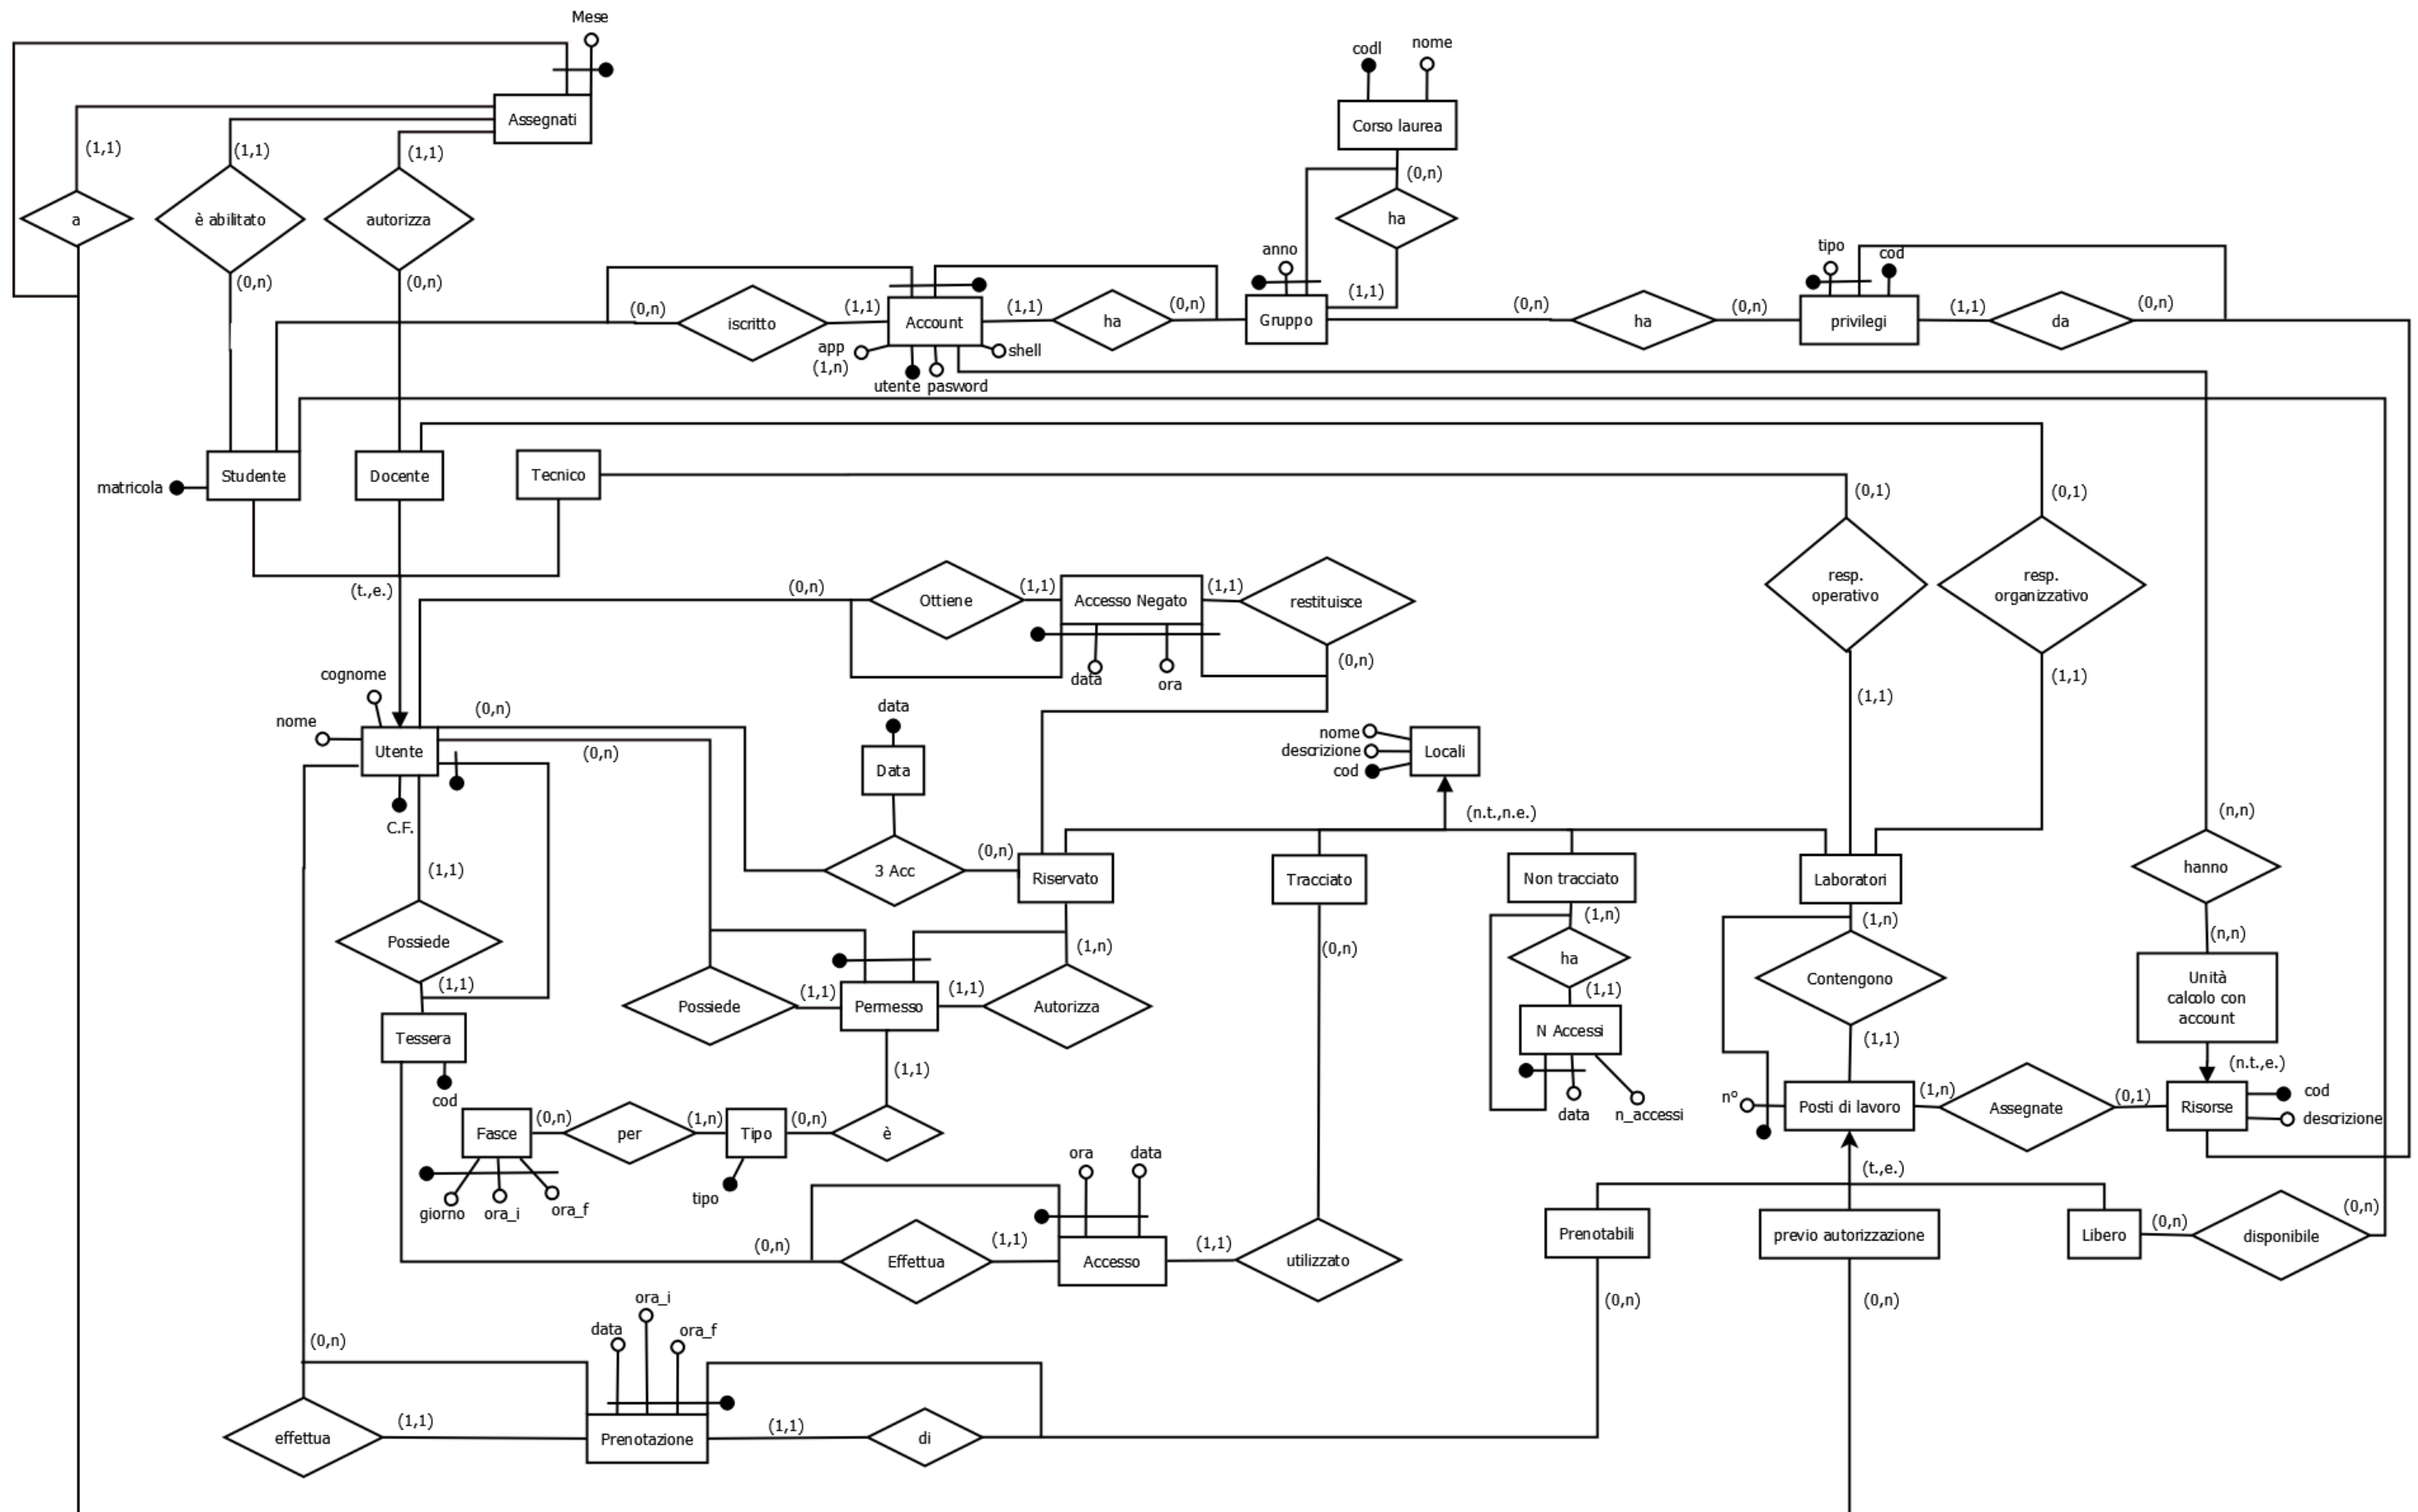 Mese
codl nome
Corso laurea
Assegnati
(1,1) (1,1) (1,1)
(0,n)
a
è abilitato
autorizza
ha
anno
tipo
cod
(0,n) (0,n)
(1,1)
(0,n)
iscritto
(1,1)
Account
(1,1)
ha
(0,n)
Gruppo
(0,n)
ha
(0,n)
privilegi
(1,1)
da
(0,n)
app
(1,n)
shell
utente pasword
matricola
Studente
Docente
Tecnico
(0,1)
(0,1)
(t.,e.)
(0,n)
Ottiene
(1,1)
Accesso Negato
(1,1)
restituisce
resp.
operativo
resp.
organizzativo
data
ora
(0,n)
cognome
nome
Utente
(0,n)
(0,n)
C.F.
data
Data
nome
descrizione
cod
Locali
(1,1)
(1,1)
(n.t.,n.e.)
(n,n)
(1,1)
3 Acc
(0,n)
Riservato
Tracciato
Non tracciato
Laboratori
hanno
Possiede
(1,1)
(1,n)
(0,n)
(1,n)
(1,n)
(n,n)
ha
Contengono
Unità
calcolo con
account
Possiede
(1,1)
Permesso
(1,1)
Autorizza
(1,1)
N Accessi
data
n_accessi
Tessera
cod
(1,1)
(1,1)
(n.t.,e.)
nº
Posti di lavoro
(1,n)
Assegnate
(0,1)
Risorse
cod
descrizione
Fasce
(0,n)
per
(1,n)
Tipo
(0,n)
è
giorno
ora_i
ora_f
tipo
ora
data
(t.,e.)
(0,n)
Effettua
(1,1)
Accesso
(1,1)
utilizzato
Prenotabili
previo autorizzazione
Libero
(0,n)
disponibile
(0,n)
(0,n)
(0,n)
(0,n)
data
ora_i
ora_f
effettua
(1,1)
Prenotazione
(1,1)
di